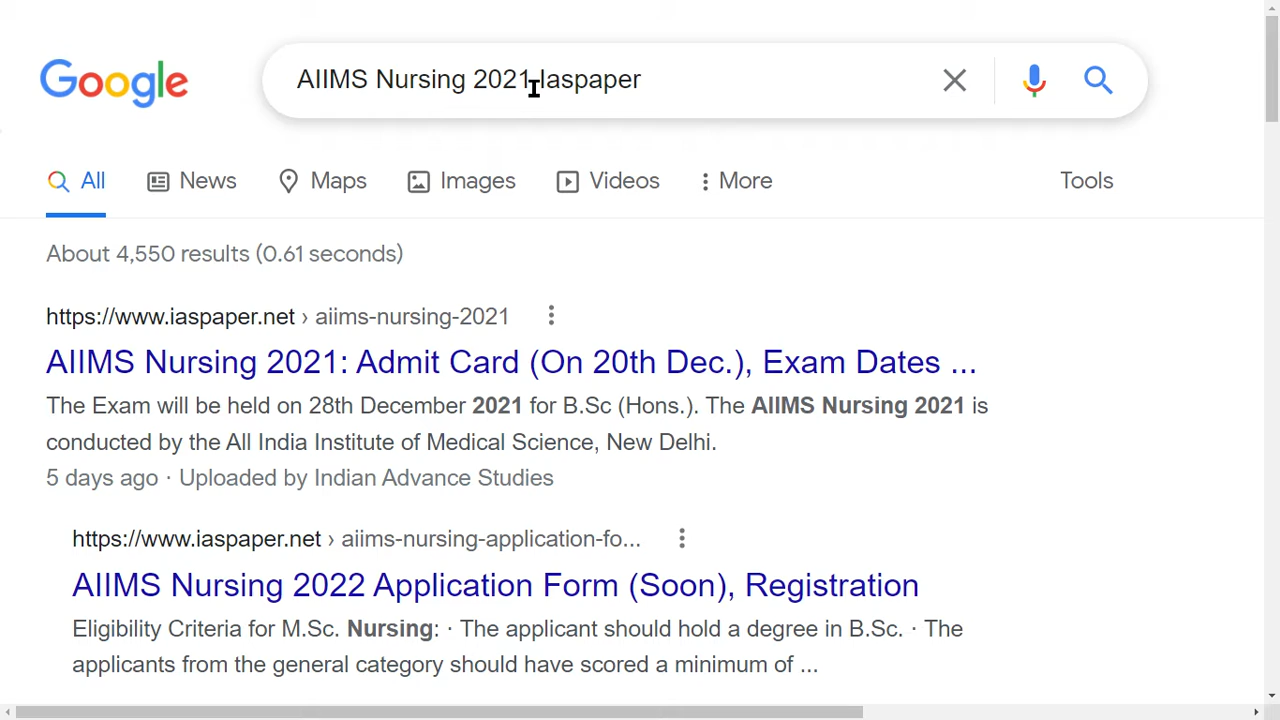 Google
AIIMS Nursing 2021 Iaspaper
All News Maps Images Videos More Tools
About 4,550 results (0.61 seconds)
https://www.iaspaper.net › aiims-nursing-2021
AIIMS Nursing 2021: Admit Card (On 20th Dec.), Exam Dates ...
The Exam will be held on 28th December 2021 for B.Sc (Hons.). The AIIMS Nursing 2021 is
conducted by the All India Institute of Medical Science, New Delhi.
5 days ago · Uploaded by Indian Advance Studies
https://www.iaspaper.net › aiims-nursing-application-fo...
AIIMS Nursing 2022 Application Form (Soon), Registration
Eligibility Criteria for M.Sc. Nursing: · The applicant should hold a degree in B.Sc. · The
applicants from the general category should have scored a minimum of ...